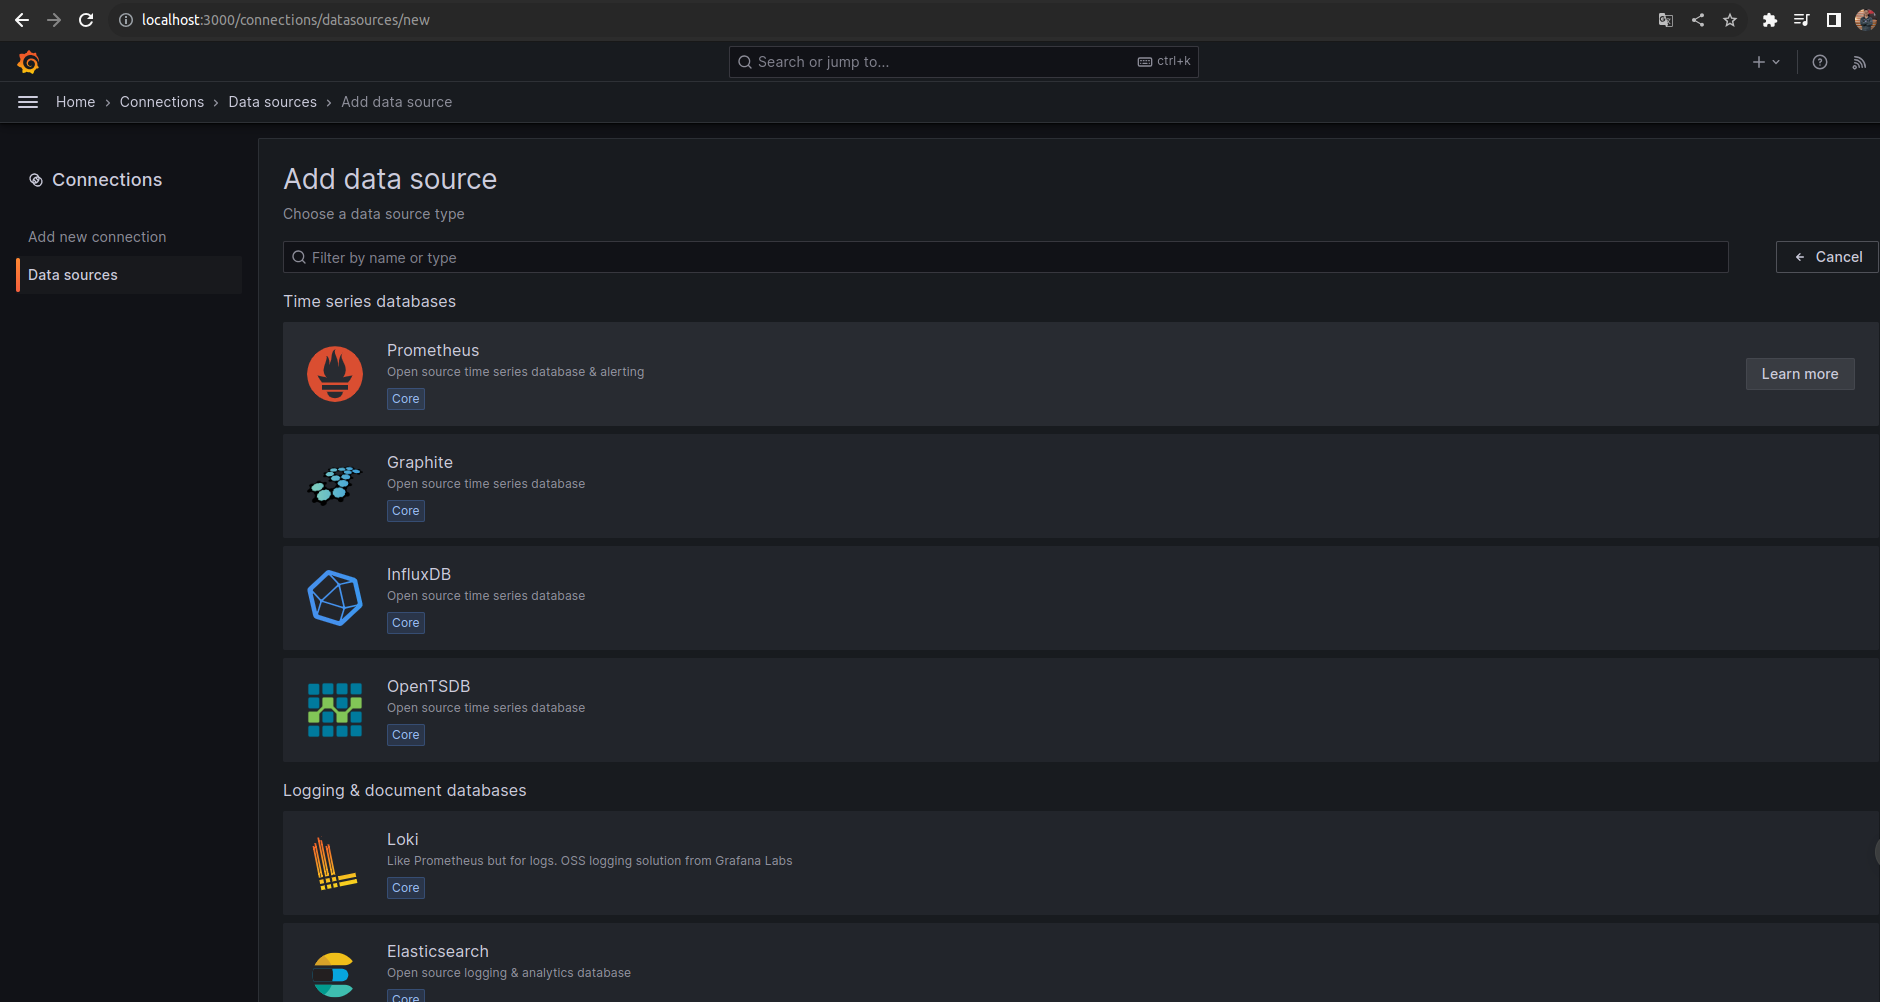 localhost:3000/connections/datasources/new
Search or jump to...
ctrl+k
Home › Connections › Data sources › Add data source
Connections
Add new connection
Data sources
Add data source
Choose a data source type
Filter by name or type
Cancel
Time series databases
Prometheus
Open source time series database & alerting
Core
Learn more
Graphite
Open source time series database
Core
InfluxDB
Open source time series database
Core
OpenTSDB
Open source time series database
Core
Logging & document databases
Loki
Like Prometheus but for logs. OSS logging solution from Grafana Labs
Core
Elasticsearch
Open source logging & analytics database
Core